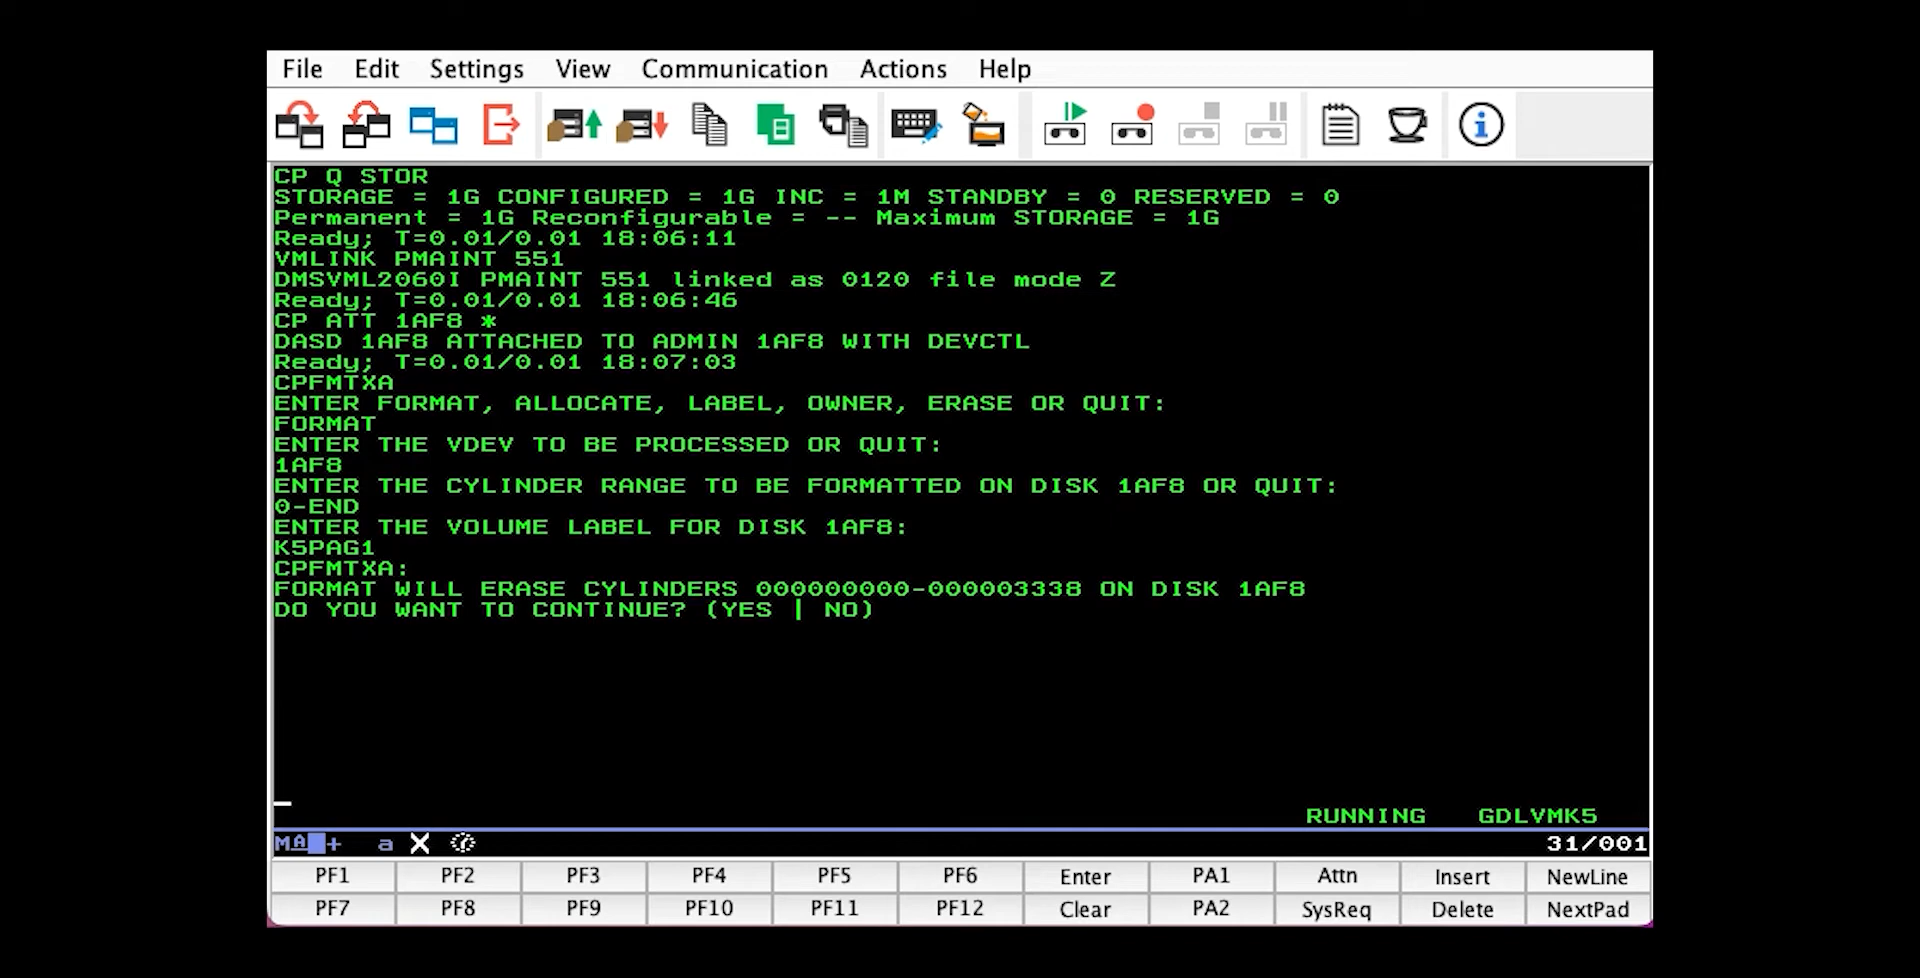 File Edit Settings View Communication Actions Help
CP Q STOR
STORAGE = 1G CONFIGURED = 1G INC = 1M STANDBY = 0 RESERVED = 0
Permanent = 1G Reconfigurable = -- Maximum STORAGE = 1G
Ready; T=0.01/0.01 18:06:11
VMLINK PMAINT 551
DMSVML2060I PMAINT 551 linked as 0120 file mode Z
Ready; T=0.01/0.01 18:06:46
CP ATT 1AF8 *
DASD 1AF8 ATTACHED TO ADMIN 1AF8 WITH DEVCTL
Ready; T=0.01/0.01 18:07:03
CPFMTXA
ENTER FORMAT, ALLOCATE, LABEL, OWNER, ERASE OR QUIT:
FORMAT
ENTER THE VDEV TO BE PROCESSED OR QUIT:
1AF8
ENTER THE CYLINDER RANGE TO BE FORMATTED ON DISK 1AF8 OR QUIT:
0-END
ENTER THE VOLUME LABEL FOR DISK 1AF8:
K5PAG1
CPFMTXA:
FORMAT WILL ERASE CYLINDERS 000000000-000003338 ON DISK 1AF8
DO YOU WANT TO CONTINUE? (YES | NO)
RUNNING GDLVMK5
MA + a X 31/001
PF1 PF2 PF3 PF4 PF5 PF6 Enter PA1 Attn Insert NewLine
PF7 PF8 PF9 PF10 PF11 PF12 Clear PA2 SysReq Delete NextPad